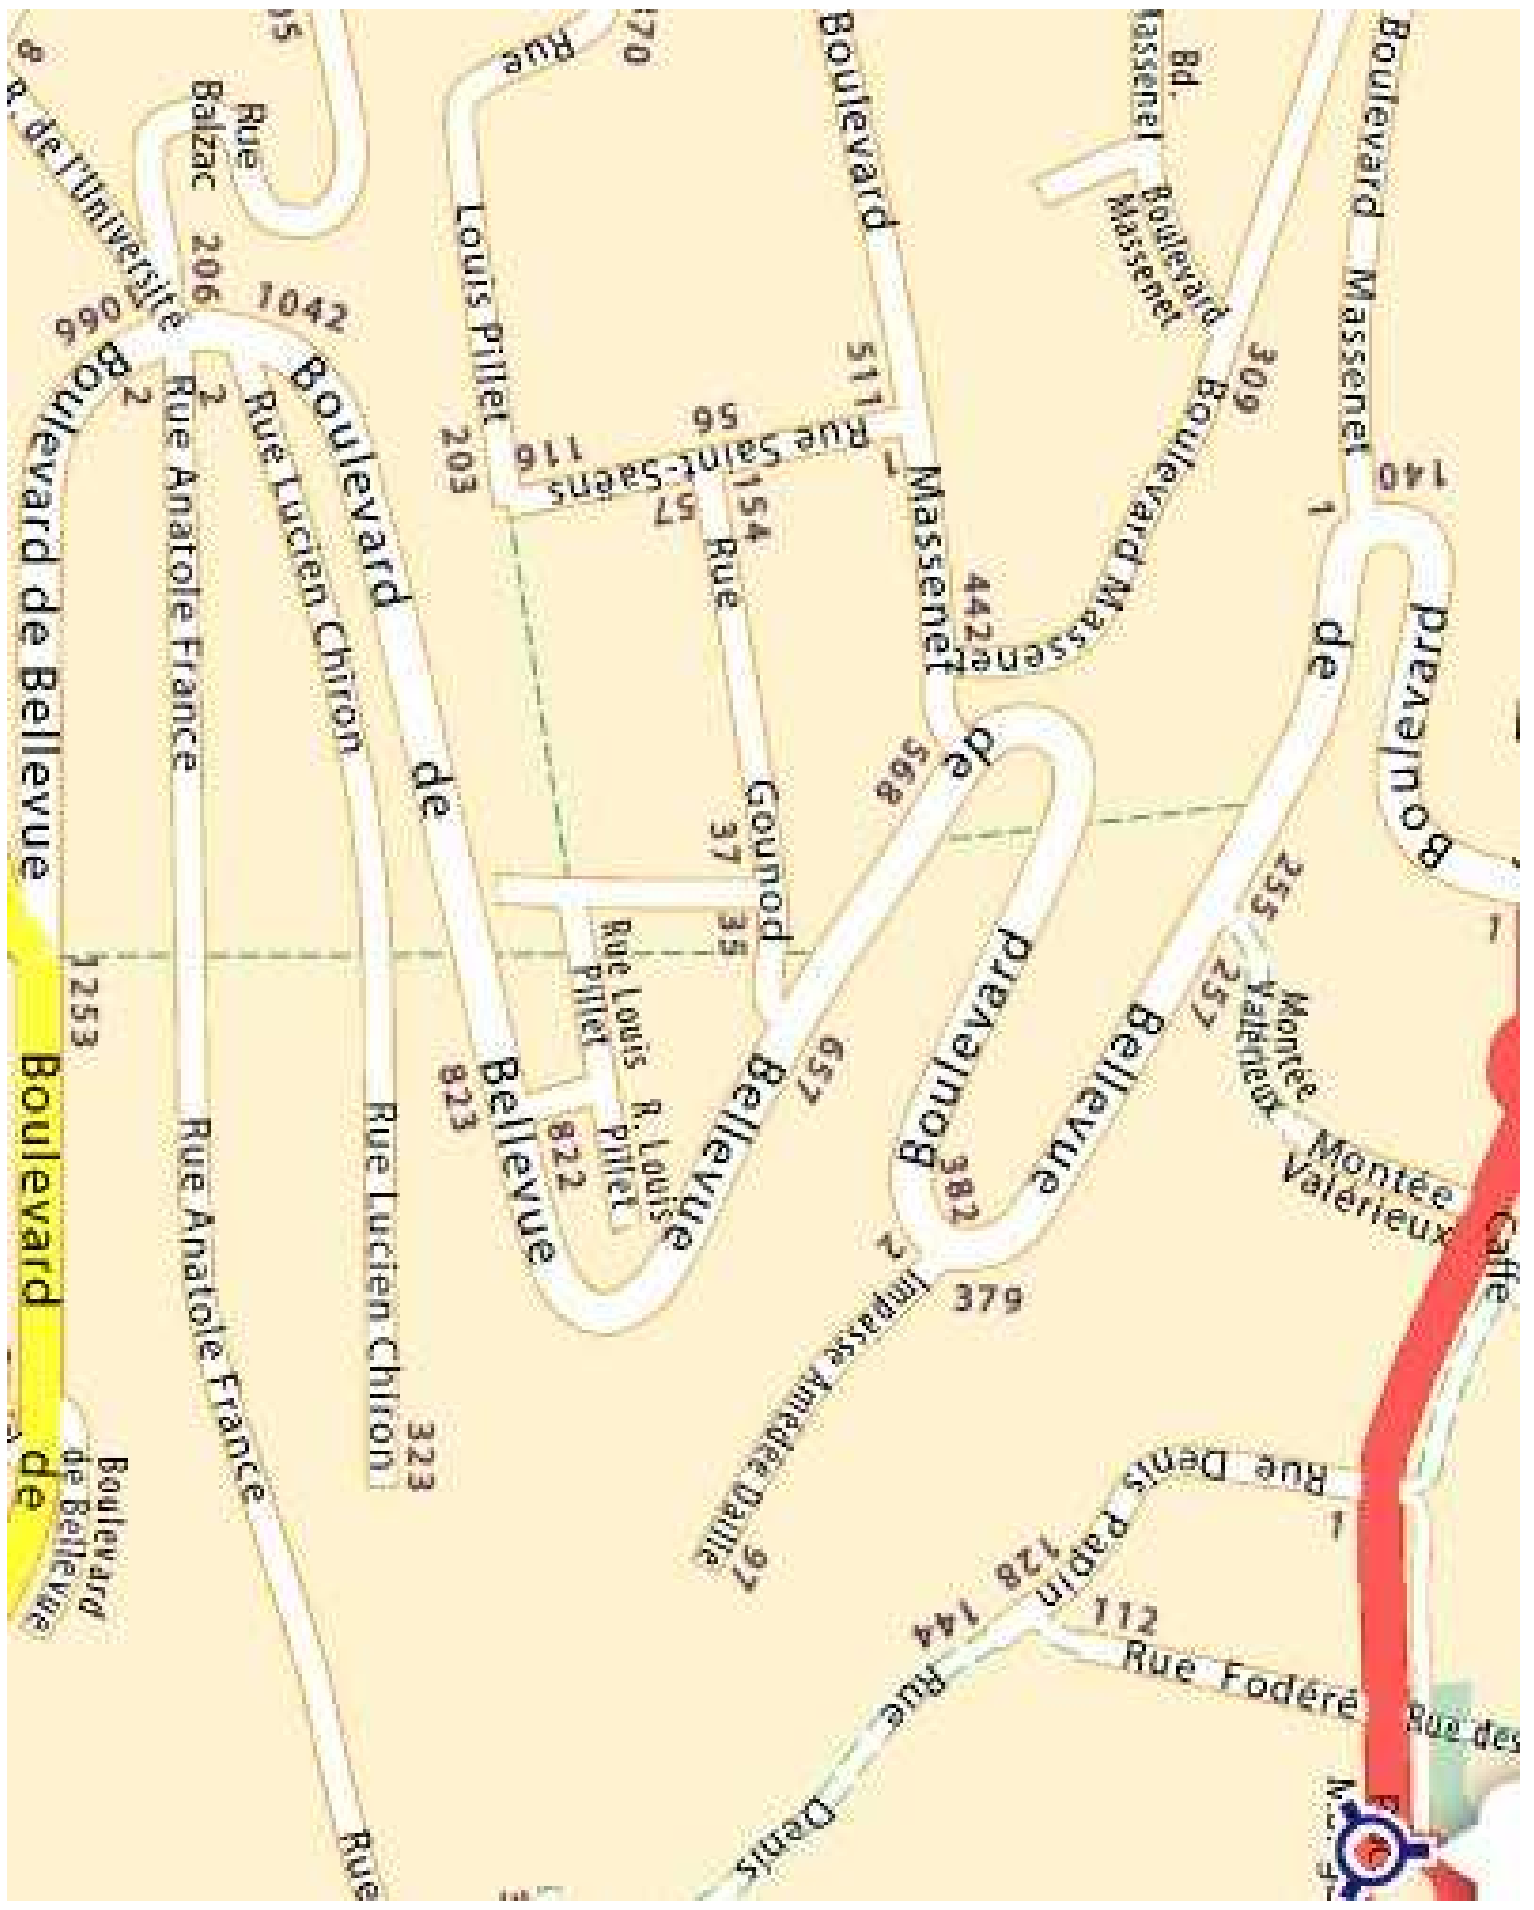 Rue
370
Boulevard
Bd.
Massenet
Boulevard
8
R. de l'Université
Rue
Balzac
206
990
1042
Louis Pillet
Boulevard
Massenet
309
Massenet
Boulevard de Bellevue
2
2
Rue Anatole France
Rue Lucien Chiron
Boulevard
203
116
56
Rue Saint-Saëns
511
1
57
154
Rue
Massenet
442
Boulevard Massenet
140
1
de
Boulevard
de
568
de
Gounod
37
35
255
257
1
1253
Boulevard
Rue Louis
Pillet
Boulevard
Bellevue
Montée
Valérieux
823
Bellevue
822
R. Louis
Pillet
657
Bellevue
382
2
379
Montée
Valérieux
Caffe
Rue Anatole France
Rue Lucien Chiron
323
Impasse Amédée Daille
97
Boulevard
de Bellevue
de
Rue Denis Papin
1
128
144
112
Rue Fodéré
Rue des
Rue
Denis
Rue